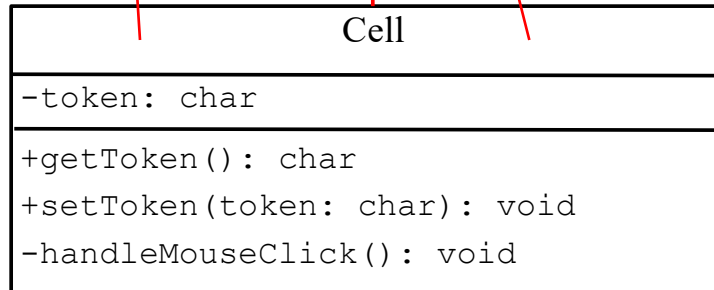 Cell
-token: char
+getToken(): char
+setToken(token: char): void
-handleMouseClick(): void